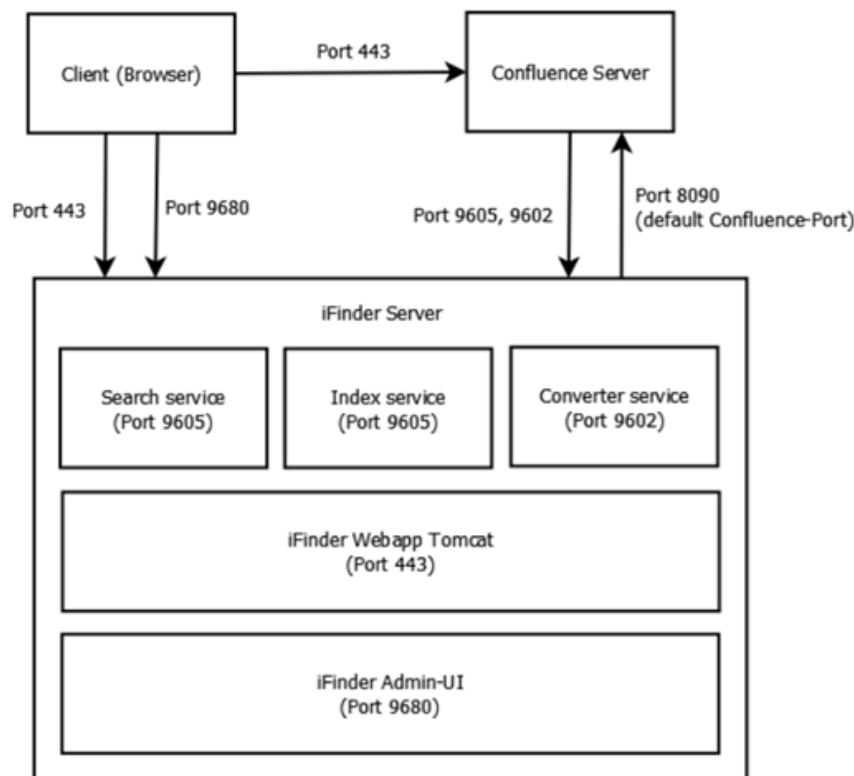 Client (Browser)
Port 443
Confluence Server
Port 443
Port 9680
Port 9605, 9602
Port 8090
(default Confluence-Port)
iFinder Server
Search service
(Port 9605)
Index service
(Port 9605)
Converter service
(Port 9602)
iFinder Webapp Tomcat
(Port 443)
iFinder Admin-UI
(Port 9680)